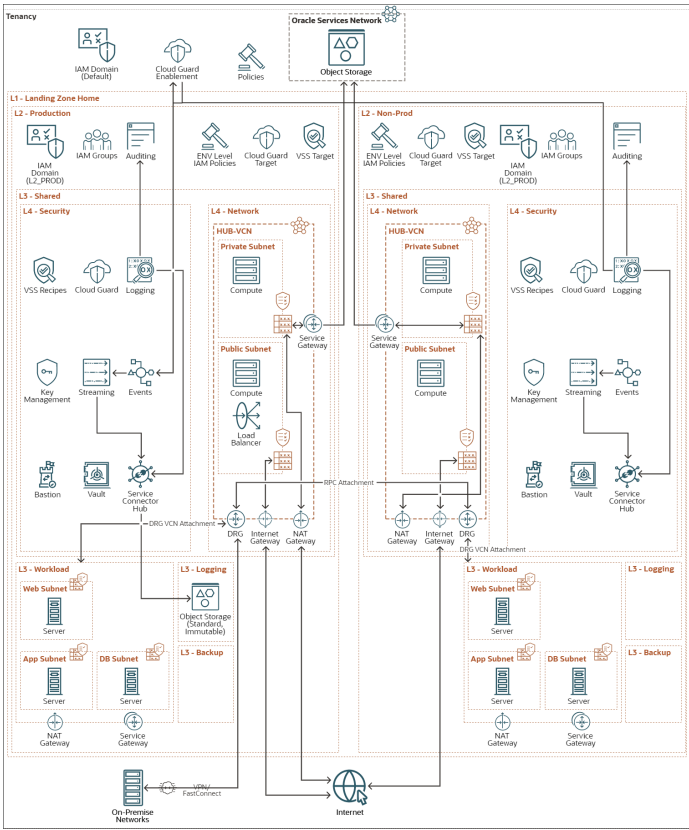 Tenancy
Oracle Services Network
Object Storage
IAM Domain
(Default)
Cloud Guard
Enablement
Policies
L1 - Landing Zone Home
L2 - Production
IAM
Domain
(L2_PROD)
IAM Groups
Auditing
ENV Level
IAM Policies
Cloud Guard
Target
VSS Target
L3 - Shared
L4 - Security
VSS Recipes
Cloud Guard
Logging
Key
Management
Streaming
Events
Bastion
Vault
Service
Connector
Hub
L4 - Network
HUB-VCN
Private Subnet
Compute
Service
Gateway
Public Subnet
Compute
Load
Balancer
DRG
Internet
Gateway
NAT
Gateway
DRG VCN Attachment
RPC Attachment
L3 - Workload
Web Subnet
Server
App Subnet
Server
DB Subnet
Server
NAT
Gateway
Service
Gateway
L3 - Logging
Object Storage
(Standard,
Immutable)
L3 - Backup
L2 - Non-Prod
ENV Level
IAM Policies
Cloud Guard
Target
VSS Target
IAM
Domain
(L2_PROD)
IAM Groups
Auditing
L3 - Shared
L4 - Network
HUB-VCN
Private Subnet
Compute
Service
Gateway
Public Subnet
Compute
NAT
Gateway
Internet
Gateway
DRG
DRG VCN Attachment
L4 - Security
VSS Recipes
Cloud Guard
Logging
Key
Management
Streaming
Events
Bastion
Vault
Service
Connector
Hub
L3 - Workload
Web Subnet
Server
App Subnet
Server
DB Subnet
Server
NAT
Gateway
Service
Gateway
L3 - Logging
L3 - Backup
On-Premise
Networks
VPN/
FastConnect
Internet